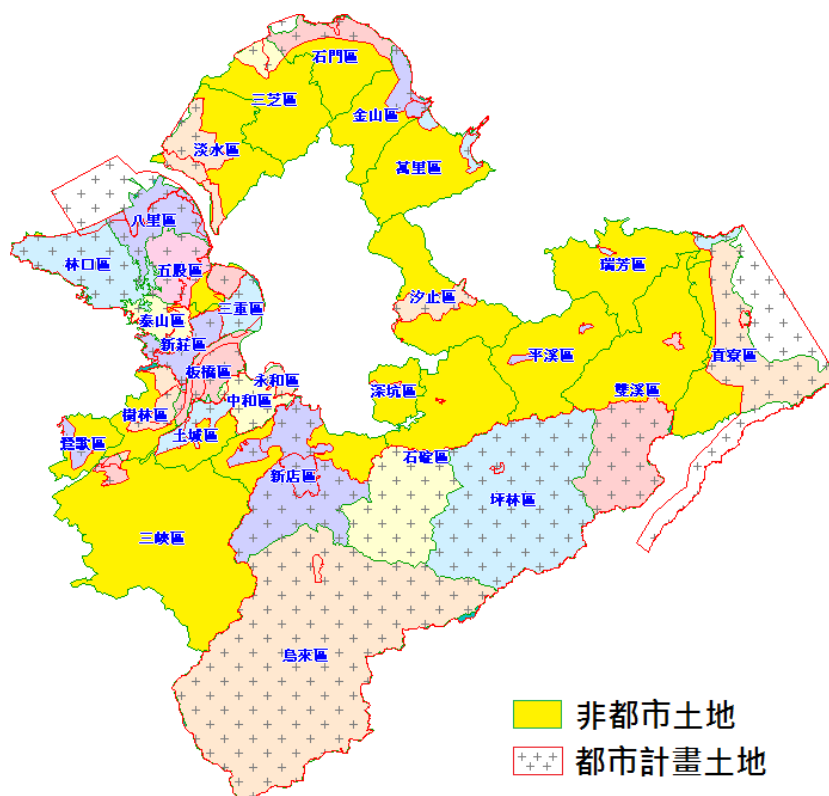 石門區
三芝區
金山區
淡水區
萬里區
八里區
林口區
五股區
瑞芳區
汐止區
三重區
泰山區
新莊區
平溪區
貢寮區
板橋區
永和區
深坑區
雙溪區
中和區
樹林區
土城區
鶯歌區
石碇區
新店區
坪林區
三峽區
烏來區
非都市土地
都市計畫土地